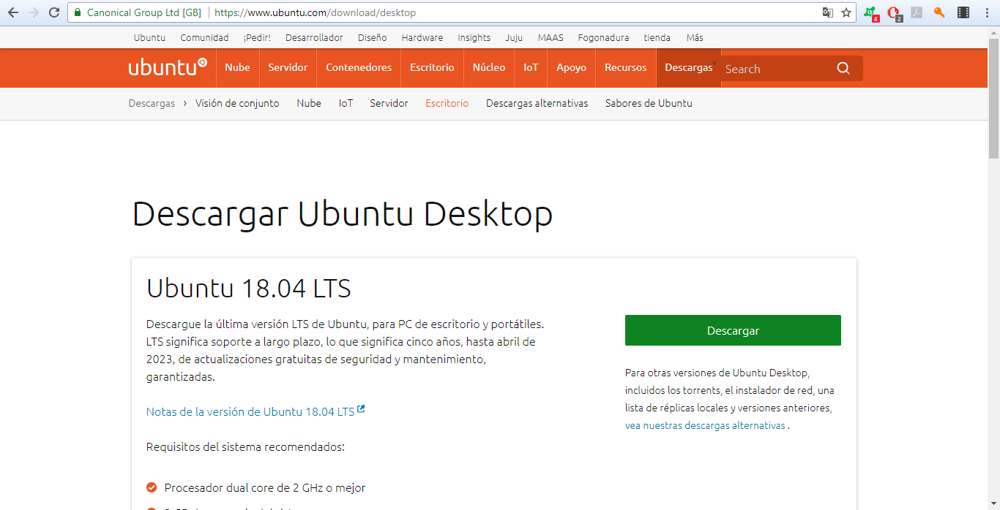 Canonical Group Ltd [GB] https://www.ubuntu.com/download/desktop
4
2
Ubuntu Comunidad ¡Pedir! Desarrollador Diseño Hardware Insights Juju MAAS Fogonadura tienda Más
ubuntu Nube Servidor Contenedores Escritorio Núcleo IoT Apoyo Recursos Descargas Search
Descargas › Visión de conjunto Nube IoT Servidor Escritorio Descargas alternativas Sabores de Ubuntu
Descargar Ubuntu Desktop
Ubuntu 18.04 LTS
Descargue la última versión LTS de Ubuntu, para PC de escritorio y portátiles.
LTS significa soporte a largo plazo, lo que significa cinco años, hasta abril de
2023, de actualizaciones gratuitas de seguridad y mantenimiento,
garantizadas.
Notas de la versión de Ubuntu 18.04 LTS
Requisitos del sistema recomendados:
Procesador dual core de 2 GHz o mejor
Descargar
Para otras versiones de Ubuntu Desktop,
incluidos los torrents, el instalador de red, una
lista de réplicas locales y versiones anteriores,
vea nuestras descargas alternativas .